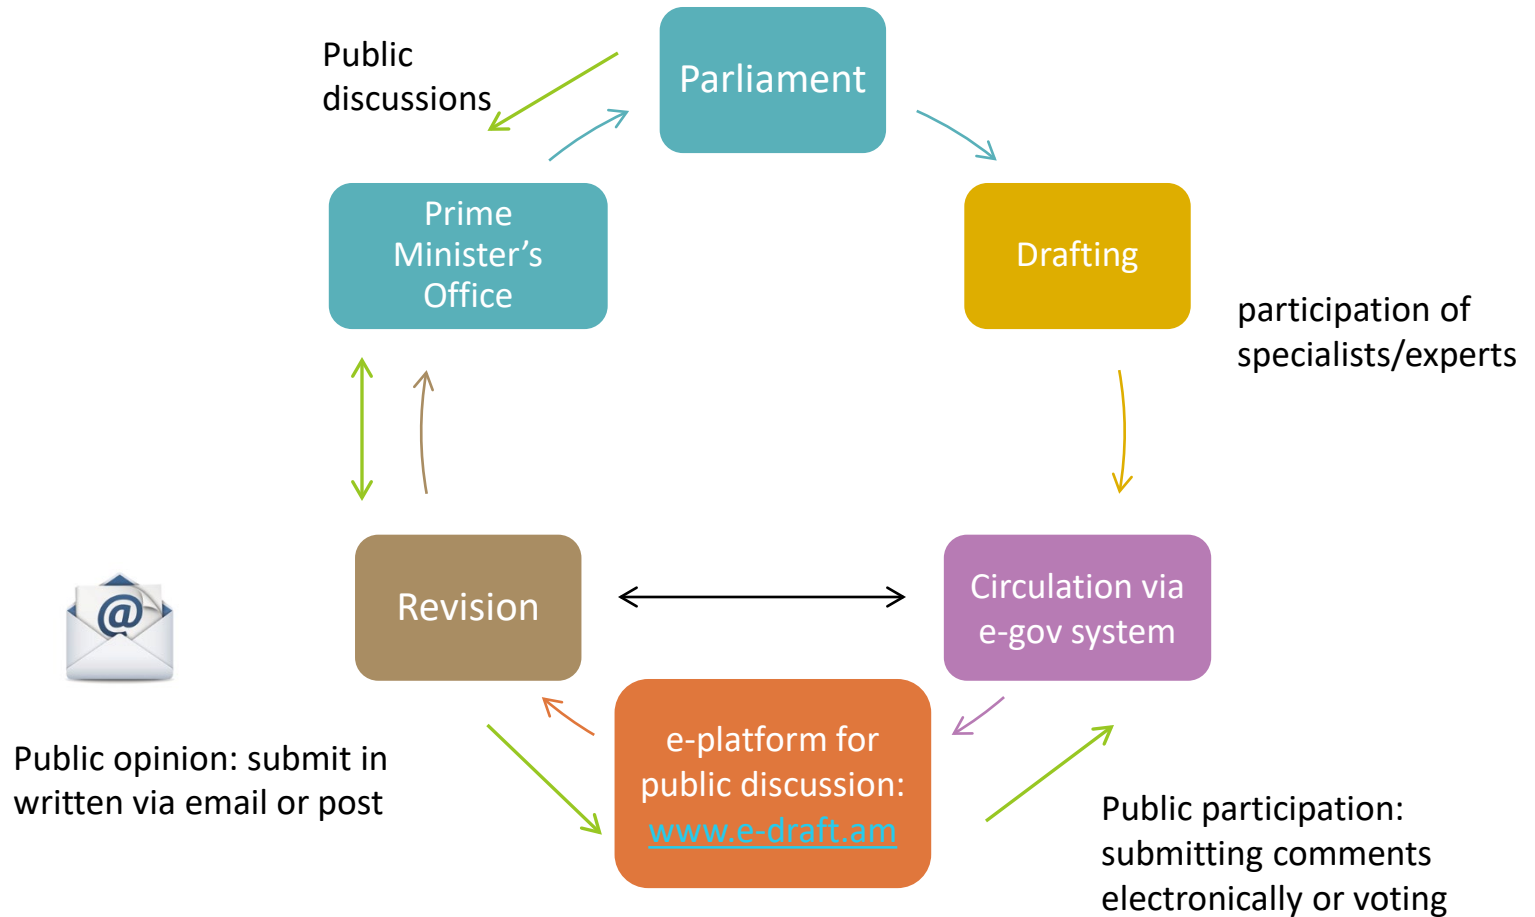 Public
discussions
Parliament
Prime
Minister’s
Office
Drafting
participation of
specialists/experts
Revision
Circulation via
e-gov system
@
Public opinion: submit in
written via email or post
e-platform for
public discussion:
www.e-draft.am
Public participation:
submitting comments
electronically or voting